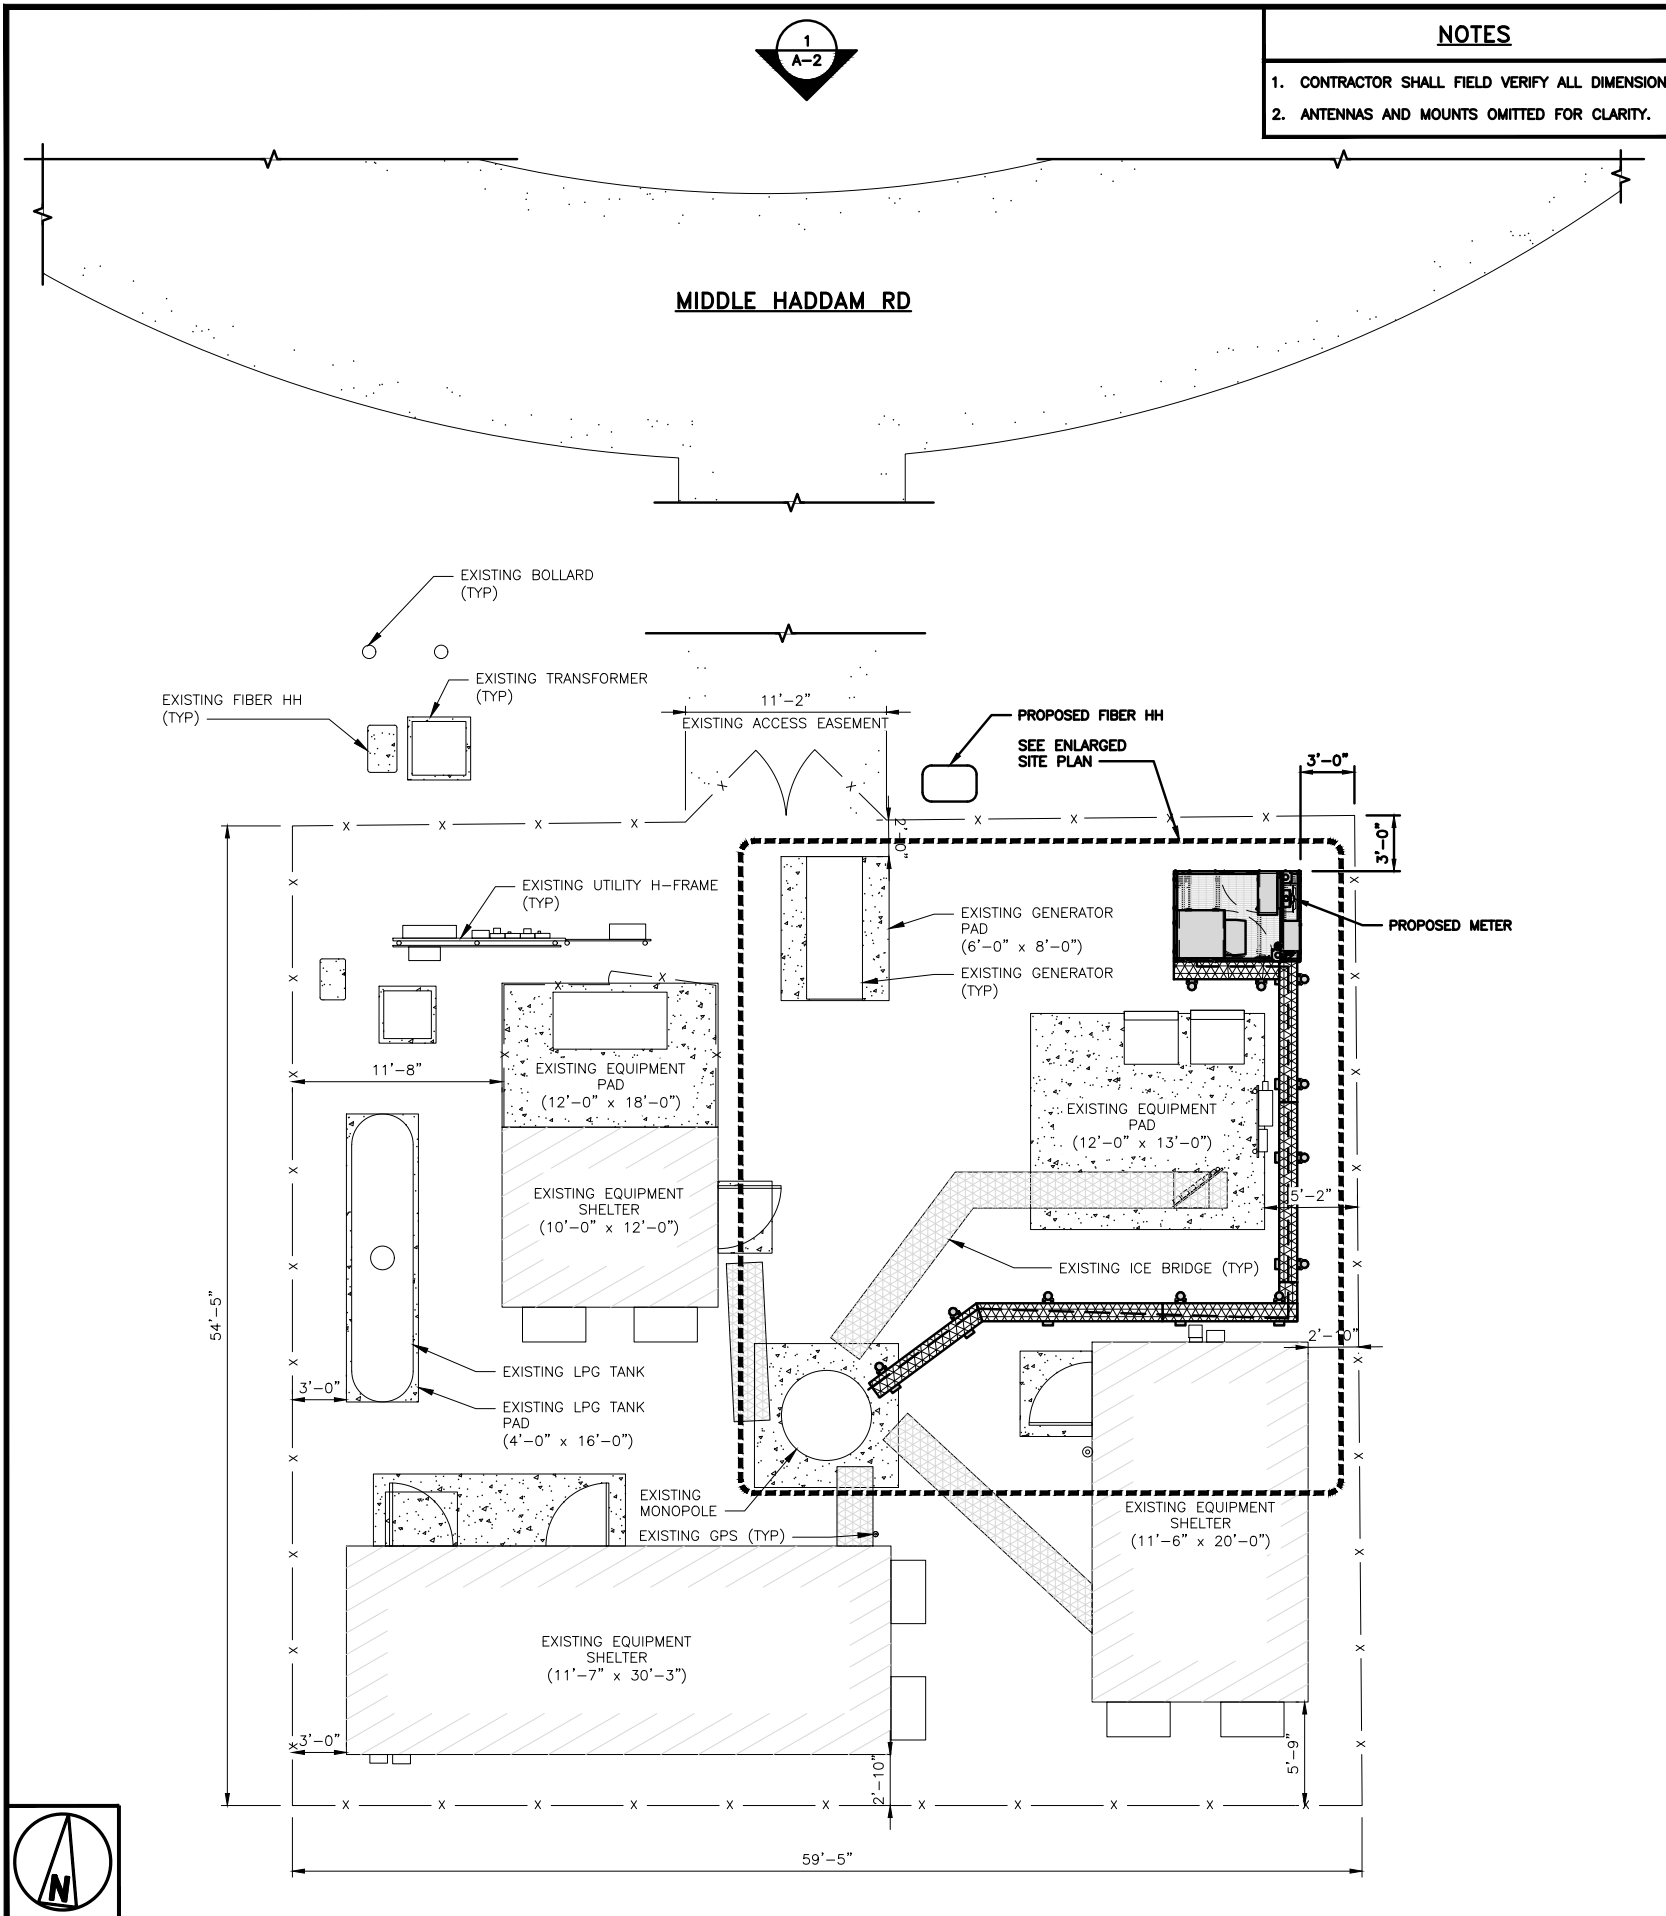 1
A-2
NOTES
1. CONTRACTOR SHALL FIELD VERIFY ALL DIMENSION
2. ANTENNAS AND MOUNTS OMITTED FOR CLARITY.
MIDDLE HADDAM RD
EXISTING BOLLARD
(TYP)
EXISTING TRANSFORMER
(TYP)
EXISTING FIBER HH
(TYP)
11'-2"
EXISTING ACCESS EASEMENT
PROPOSED FIBER HH
SEE ENLARGED
SITE PLAN
3'-0"
3'-0"
2'-0"
EXISTING UTILITY H-FRAME
(TYP)
EXISTING GENERATOR
PAD
(6'-0" x 8'-0")
EXISTING GENERATOR
(TYP)
PROPOSED METER
11'-8"
EXISTING EQUIPMENT
PAD
(12'-0" x 18'-0")
EXISTING EQUIPMENT
PAD
(12'-0" x 13'-0")
EXISTING EQUIPMENT
SHELTER
(10'-0" x 12'-0")
5'-2"
EXISTING ICE BRIDGE (TYP)
54'-5"
2'-10"
EXISTING LPG TANK
3'-0"
EXISTING LPG TANK
PAD
(4'-0" x 16'-0")
EXISTING
MONOPOLE
EXISTING GPS (TYP)
EXISTING EQUIPMENT
SHELTER
(11'-6" x 20'-0")
EXISTING EQUIPMENT
SHELTER
(11'-7" x 30'-3")
3'-0"
2'-10"
5'-9"
59'-5"
N